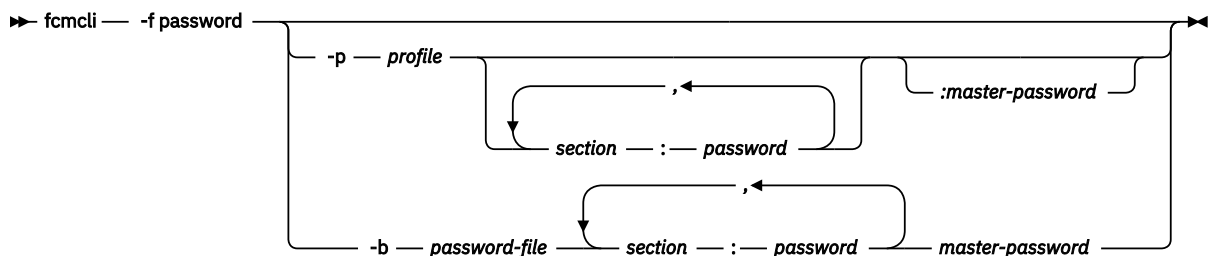 fcmcli -f password
-p profile
:master-password
,
section : password
,
-b password-file section : password master-password